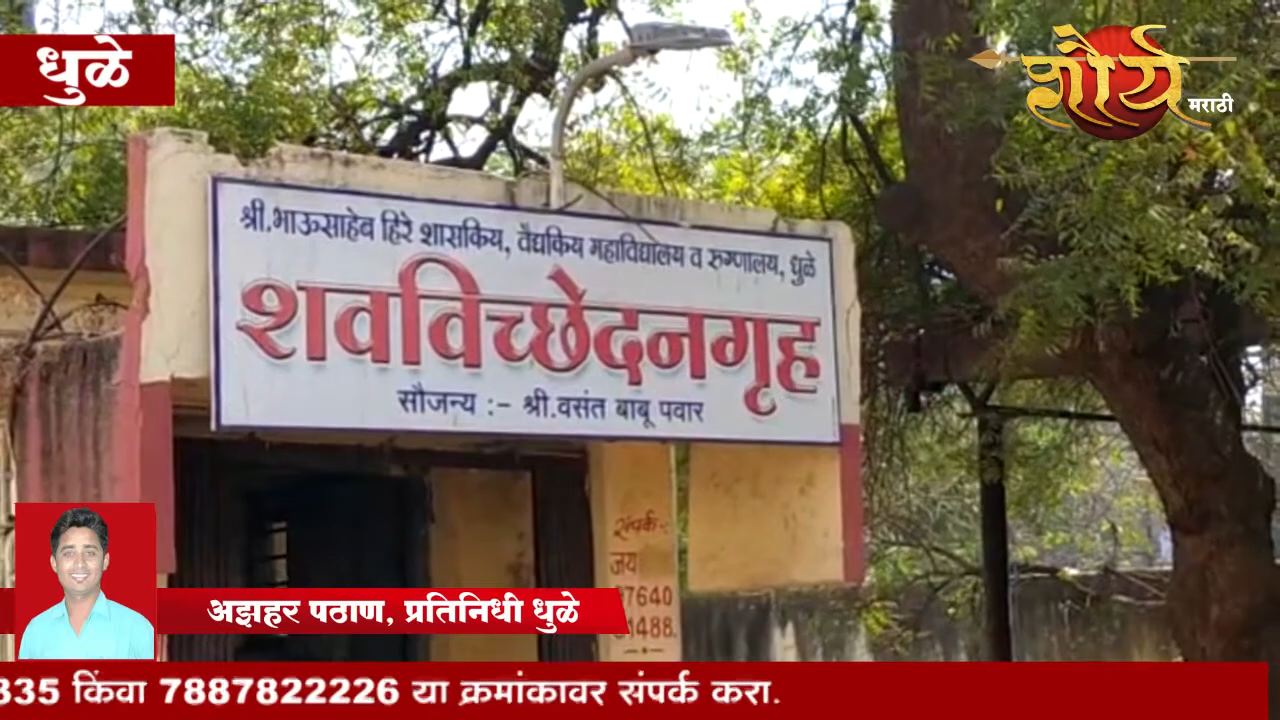 धुळे
शौर्य
मराठी
श्री.भाऊसाहेब हिरे शासकिय, वैद्यकिय महाविद्यालय व रुग्णालय, धुळे
शवविच्छेदनगृह
सौजन्य :- श्री.वसंत बाबू पवार
संपर्क:-
जय
7640
1488.
अझहर पठाण, प्रतिनिधी धुळे
335 किंवा 7887822226 या क्रमांकावर संपर्क करा.